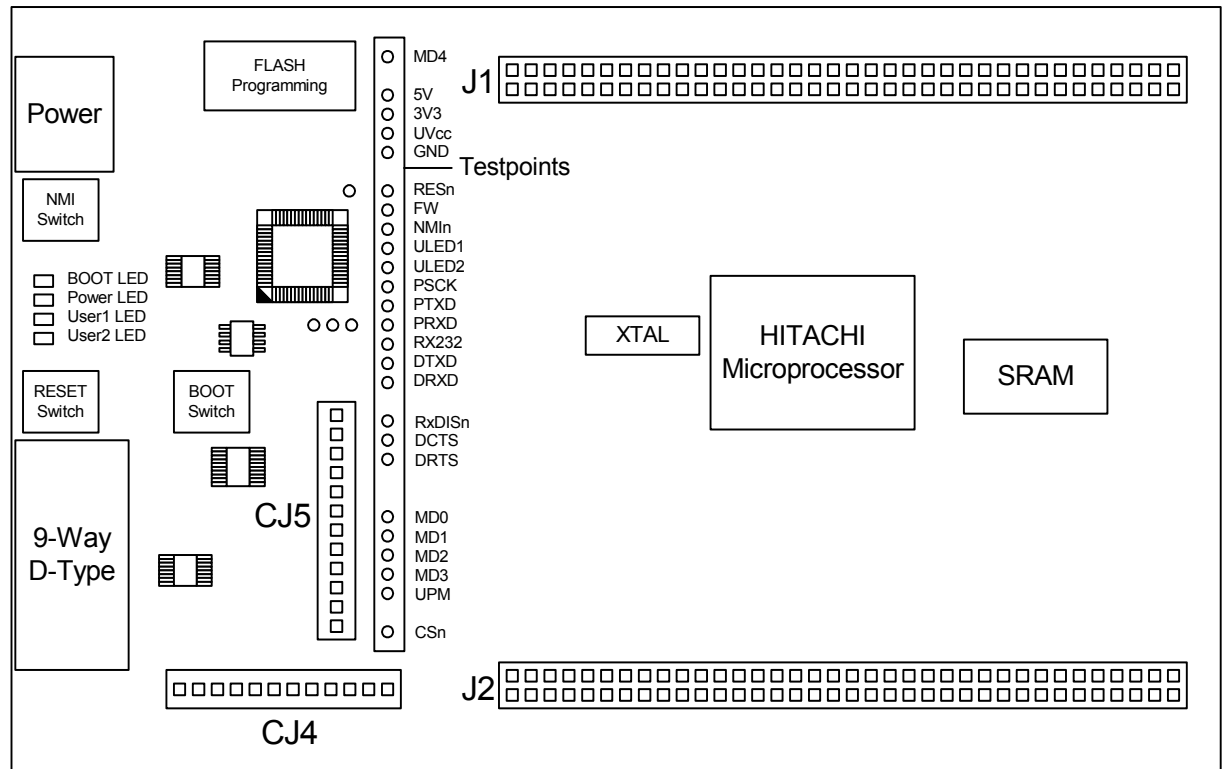 Power
NMI
Switch
BOOT LED
Power LED
User1 LED
User2 LED
RESET
Switch
BOOT
Switch
9-Way
D-Type
FLASH
Programming
CJ5
CJ4
MD4
5V
3V3
UVcc
GND
Testpoints
RESn
FW
NMIn
ULED1
ULED2
PSCK
PTXD
PRXD
RX232
DTXD
DRXD
RxDISn
DCTS
DRTS
MD0
MD1
MD2
MD3
UPM
CSn
J1
XTAL
HITACHI
Microprocessor
SRAM
J2